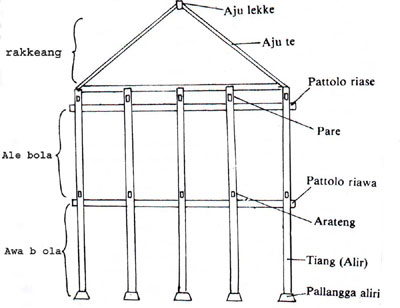 Aju lekke
rakkeang
Aju te
Pattolo riase
Pare
Ale bola
Pattolo riawa
Arateng
Awa b ola
Tiang (Alir)
Pallangga aliri